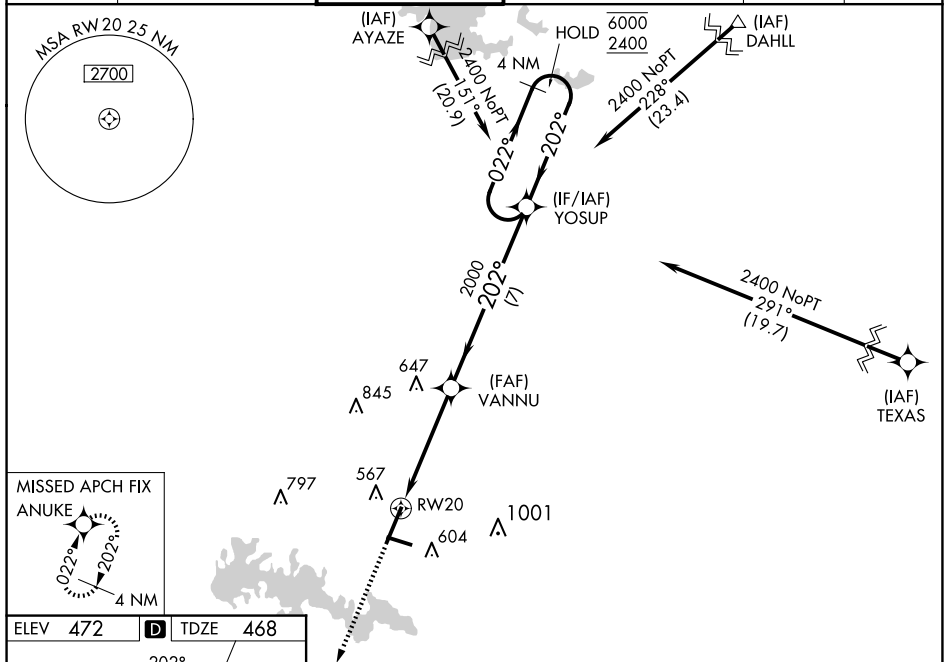 MSA RW20 25 NM
2700
(IAF)
AYAZE
2400 NoPT
151°
(20.9)
HOLD
6000
2400
4 NM
022°
202°
(IAF)
DAHLL
2400 NoPT
228°
(23.4)
(IF/IAF)
YOSUP
2000
202°
(7)
2400 NoPT
291°
(19.7)
(IAF)
TEXAS
647
845
(FAF)
VANNU
797
567
RW20
604
1001
MISSED APCH FIX
ANUKE
022°
202°
4 NM
ELEV 472 D TDZE 468
202°